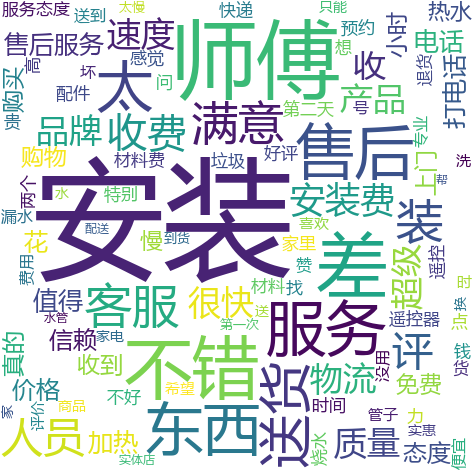 服务态度
送到
太慢
快递
只能
热水
售后服务
速度
师傅
感觉
预约
想
小时
电话
打电话
购买
高
坏
太
问
收
退货
贵
配件
产品
第二天
号
专业
品牌
收费
满意
售后
上门
洗
购物
材料费
垃圾
好评
两个
特别
水
安装
安装费
装
帮
漏水
喜欢
花
慢
配送
到货
家里
差
超级
遥控
费用
赞
值得
客服
很快
材料
找
送
服务
遥控器
时
换
沿
水管
信赖
家电
第一次
评
没用
钱
货
真的
收到
不错
送货
物流
免费
价格
不好
希望
东西
时间
管子
力
实惠
家
评价
商品
人员
加热
实体店
烧水
质量
态度
便宜